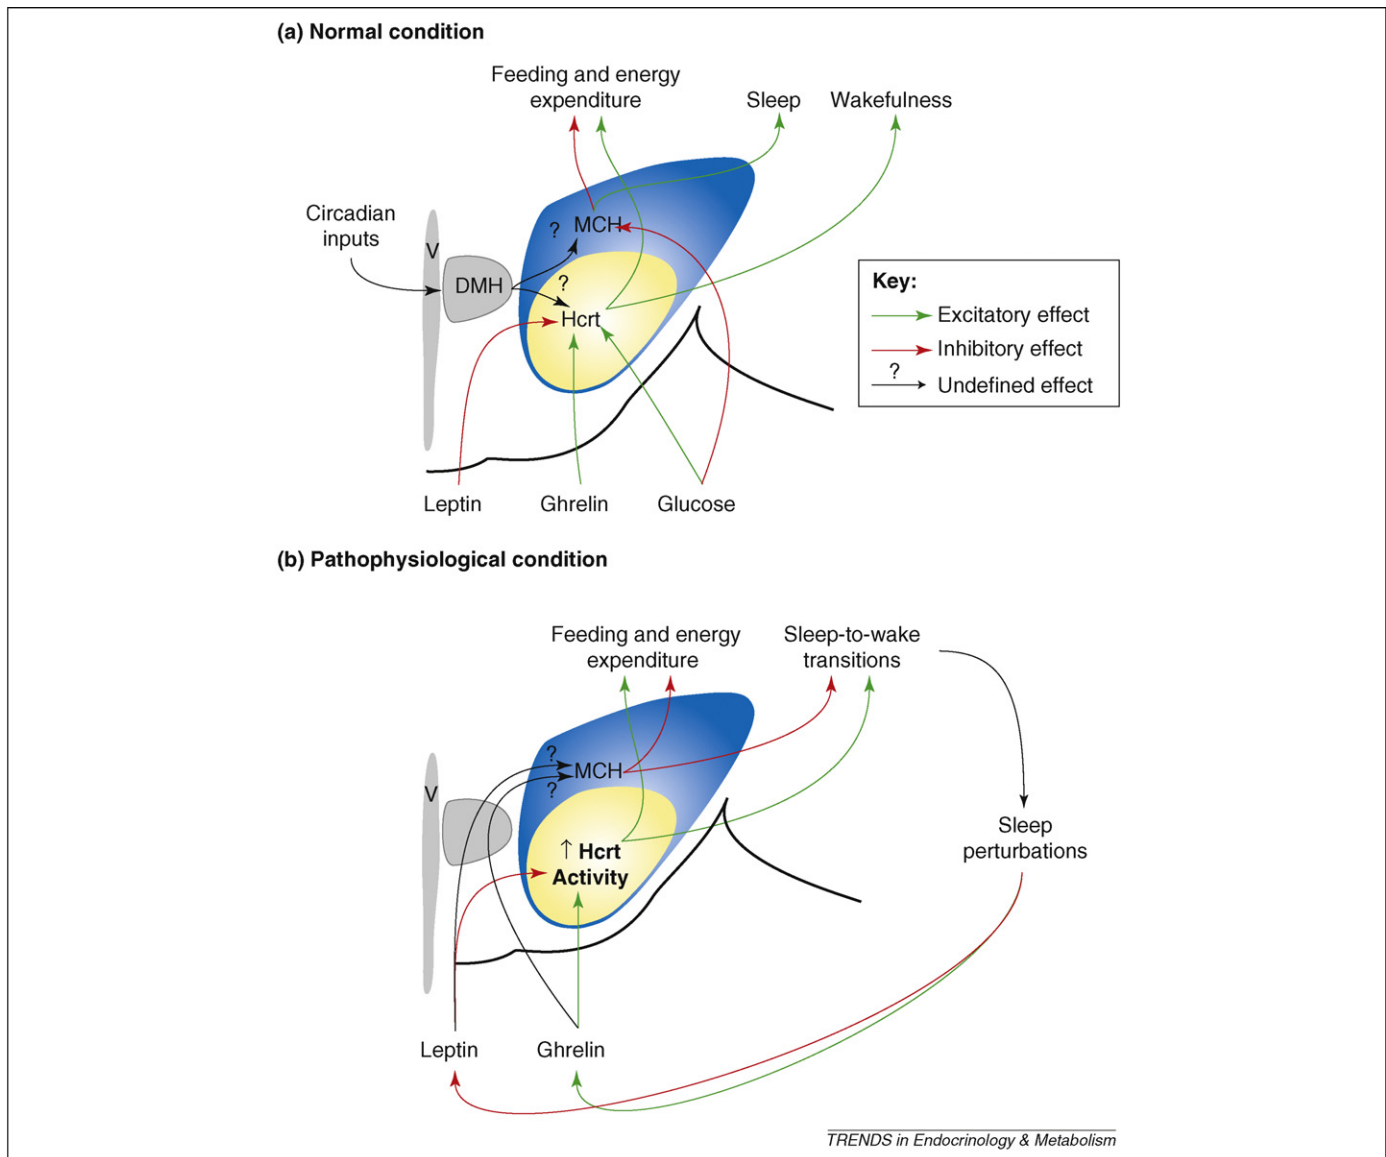 (a) Normal condition
Feeding and energy
expenditure
Sleep
Wakefulness
Circadian
inputs
V
DMH
?
MCH
?
Hcrt
Key:
Excitatory effect
Inhibitory effect
?
Undefined effect
Leptin
Ghrelin
Glucose
(b) Pathophysiological condition
Feeding and energy
expenditure
Sleep-to-wake
transitions
V
?
MCH
?
↑ Hcrt
Activity
Sleep
perturbations
Leptin
Ghrelin
TRENDS in Endocrinology & Metabolism